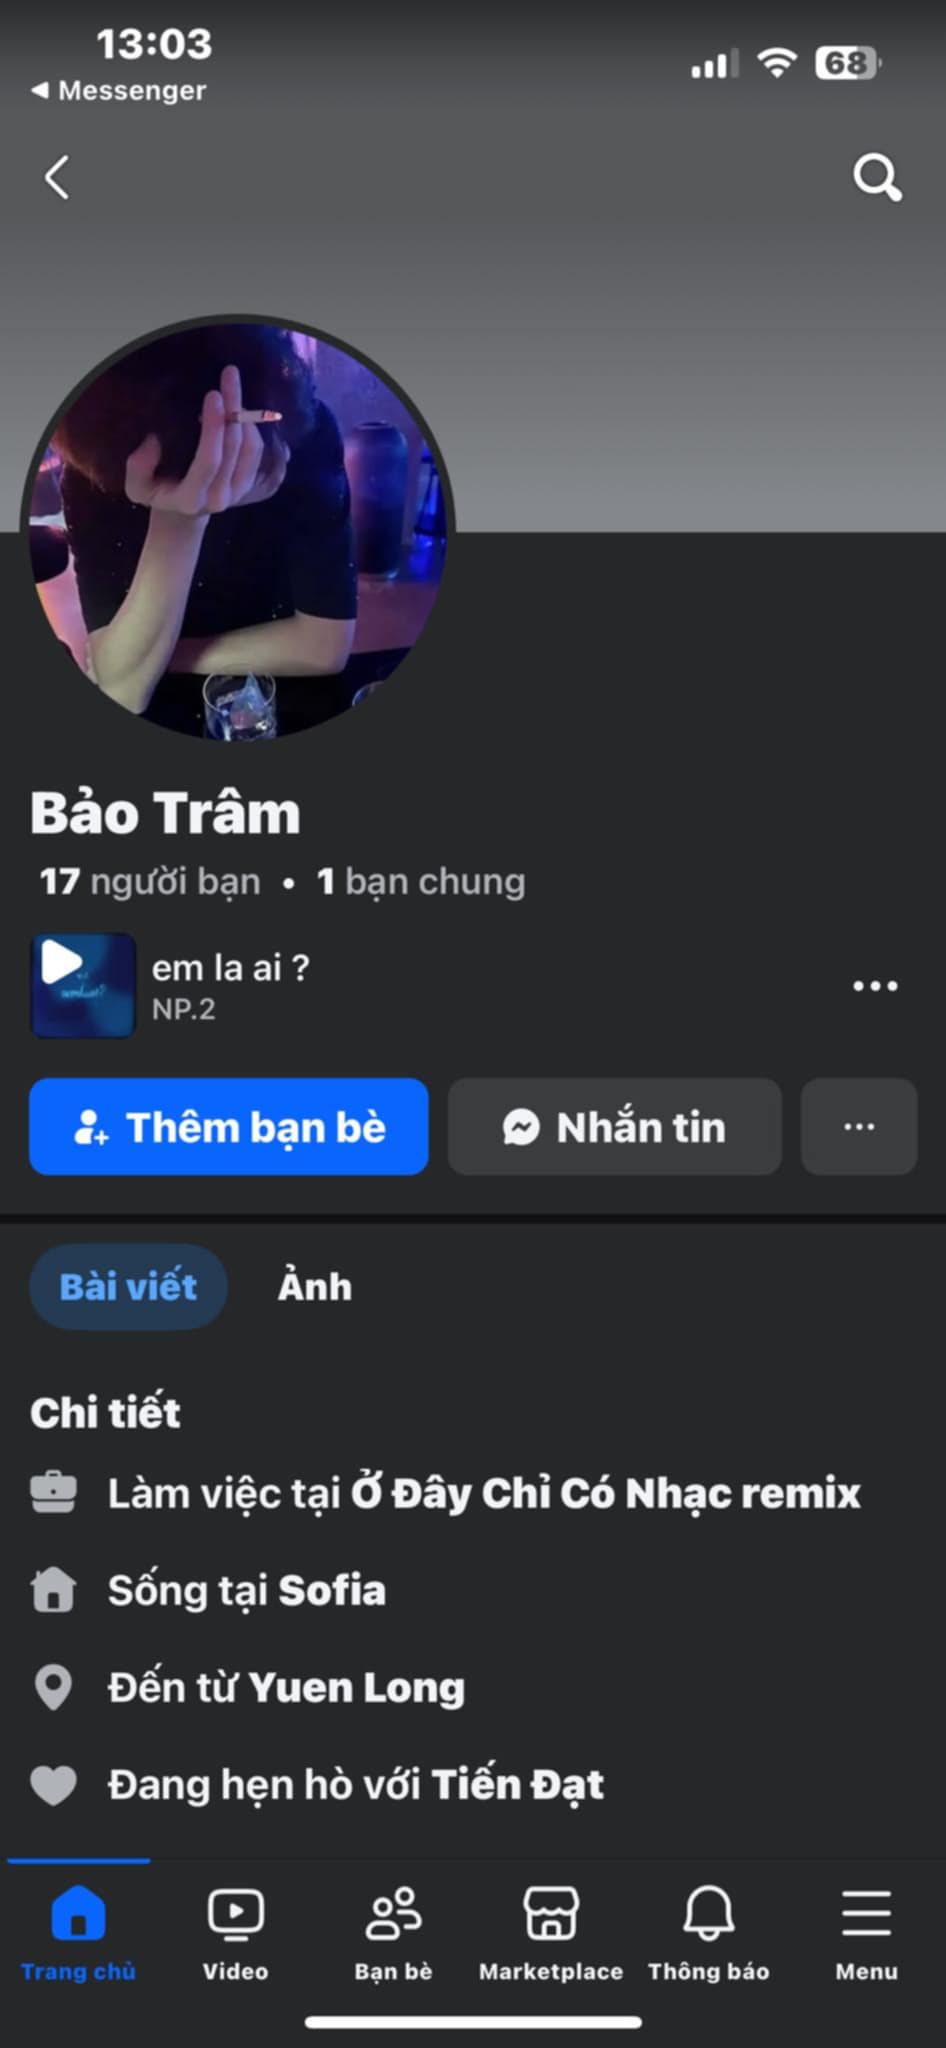 13:03
68
Messenger
Bảo Trâm
17 người bạn • 1 bạn chung
em la ai ?
NP.2
Thêm bạn bè
Nhắn tin
Bài viết
Ảnh
Chi tiết
Làm việc tại Ở Đây Chỉ Có Nhạc remix
Sống tại Sofia
Đến từ Yuen Long
Đang hẹn hò với Tiến Đạt
Trang chủ
Video
Bạn bè
Marketplace
Thông báo
Menu